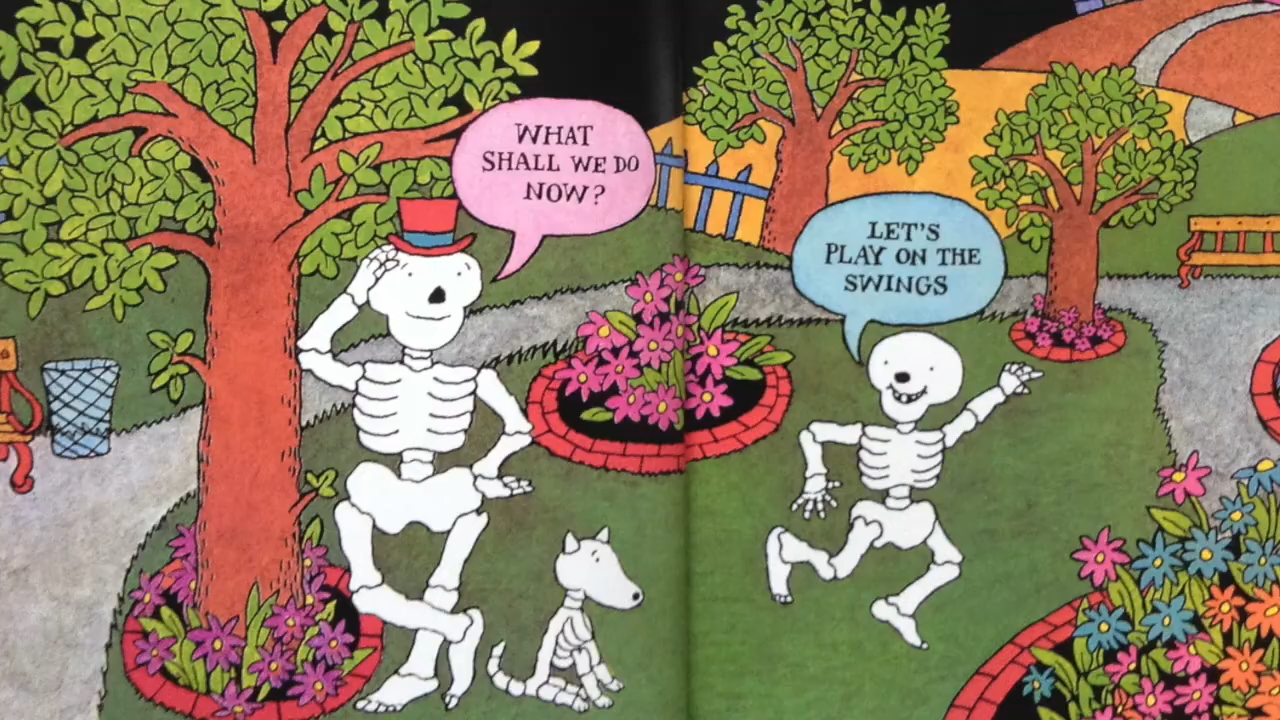 WHAT
SHALL WE DO
NOW?
LET'S
PLAY ON THE
SWINGS